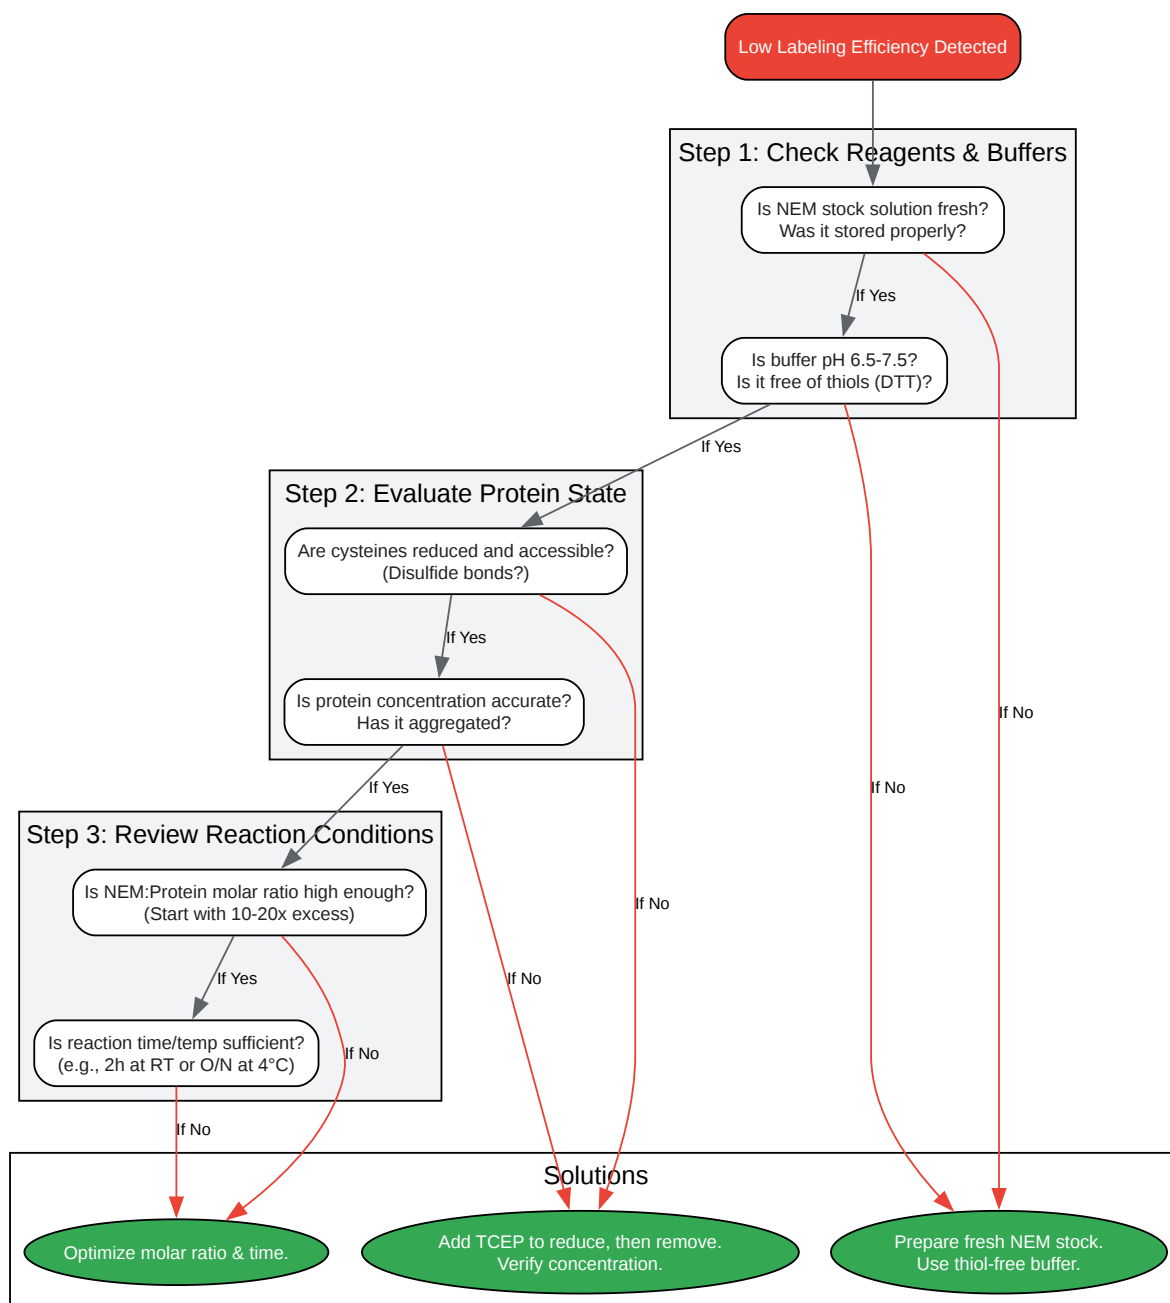 Low Labeling Efficiency Detected
Step 1: Check Reagents & Buffers
Is NEM stock solution fresh?
Was it stored properly?
If Yes
Is buffer pH 6.5-7.5?
Is it free of thiols (DTT)?
If Yes
Step 2: Evaluate Protein State
Are cysteines reduced and accessible?
(Disulfide bonds?)
If Yes
Is protein concentration accurate?
Has it aggregated?
If No
If Yes
If No
Step 3: Review Reaction Conditions
Is NEM:Protein molar ratio high enough?
(Start with 10-20x excess)
If No
If Yes
If No
Is reaction time/temp sufficient?
(e.g., 2h at RT or O/N at 4°C)
If No
If No
Solutions
Optimize molar ratio & time.
Add TCEP to reduce, then remove.
Verify concentration.
Prepare fresh NEM stock.
Use thiol-free buffer.